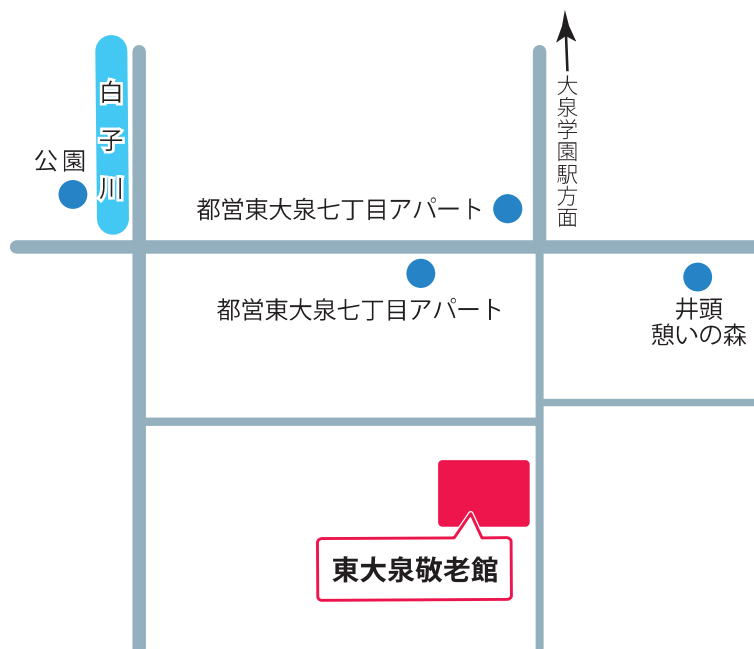 白子川
大泉学園駅方面
公園
都営東大泉七丁目アパート
都営東大泉七丁目アパート
井頭
憩いの森
東大泉敬老館